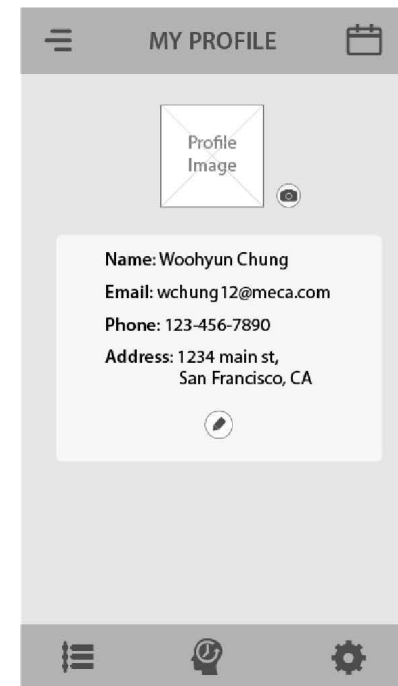 MY PROFILE
Profile
Image
Name: Woohyun Chung
Email: wchung12@meca.com
Phone: 123-456-7890
Address: 1234 main st,
San Francisco, CA